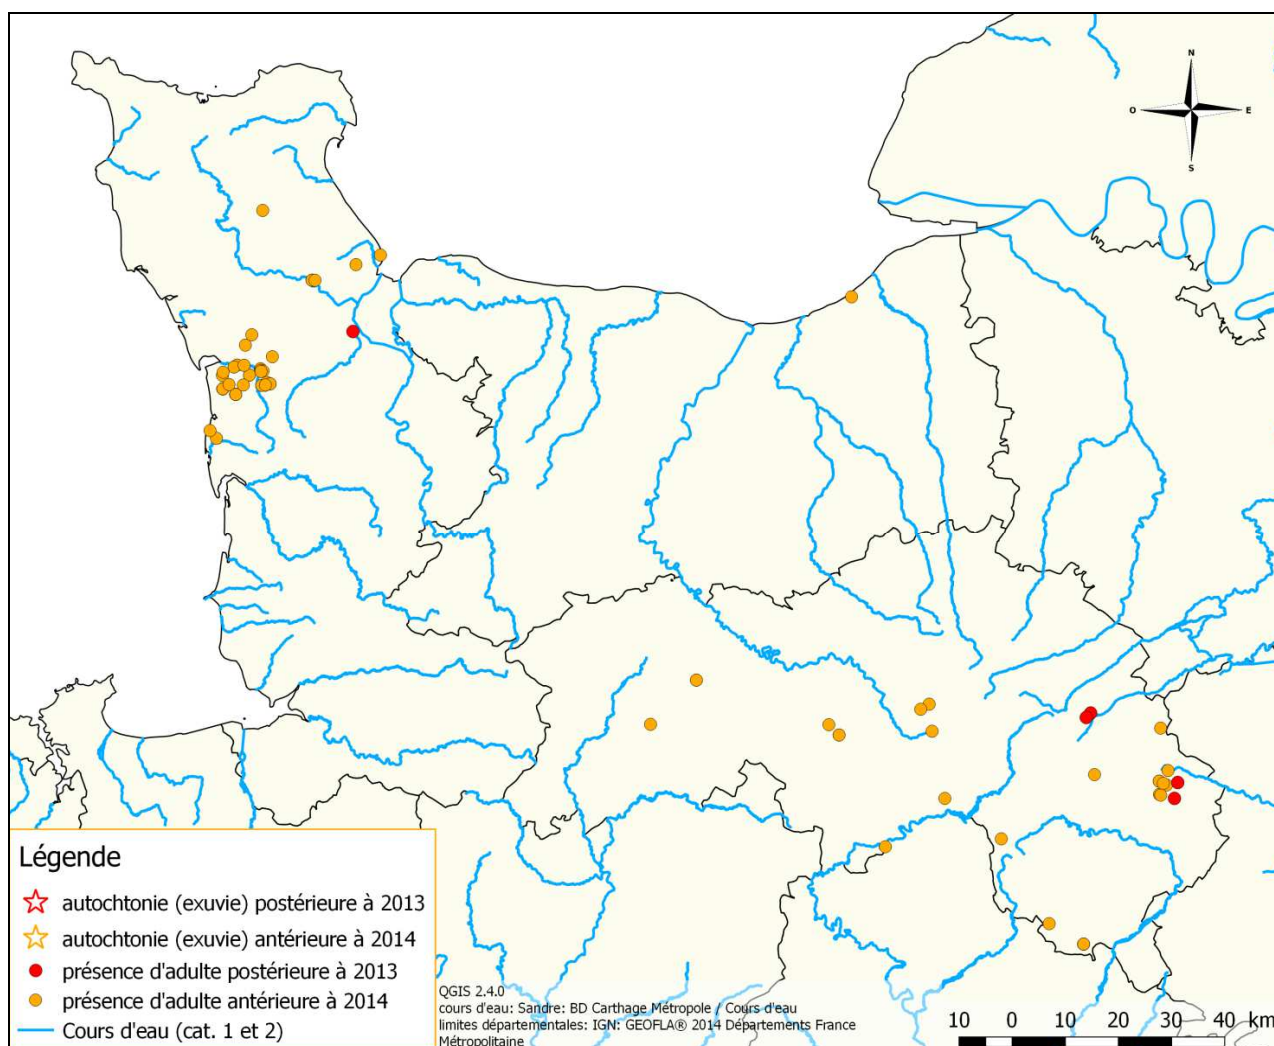 N
O
E
S
Légende
autochtonie (exuvie) postérieure à 2013
autochtonie (exuvie) antérieure à 2014
présence d'adulte postérieure à 2013
présence d'adulte antérieure à 2014
Cours d'eau (cat. 1 et 2)
QGIS 2.4.0
cours d'eau: Sandre: BD Carthage Métropole / Cours d'eau
limites départementales: IGN: GEOFLA® 2014 Départements France
Métropolitaine
10 0 10 20 30 40 km